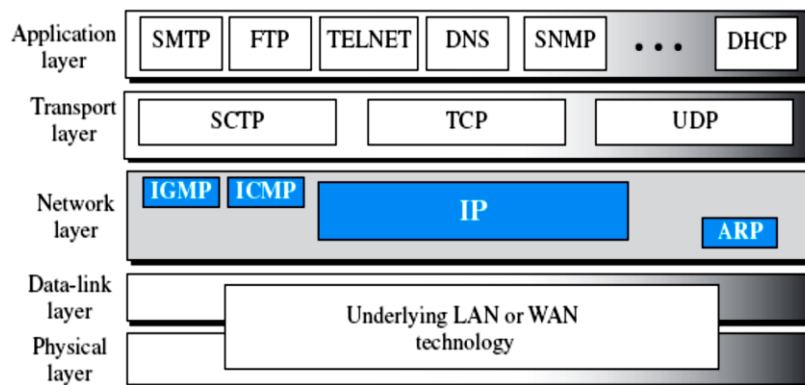 Application layer
SMTP FTP TELNET DNS SNMP • • • DHCP
Transport layer
SCTP TCP UDP
Network layer
IGMP ICMP IP ARP
Data-link layer
Physical layer
Underlying LAN or WAN
technology